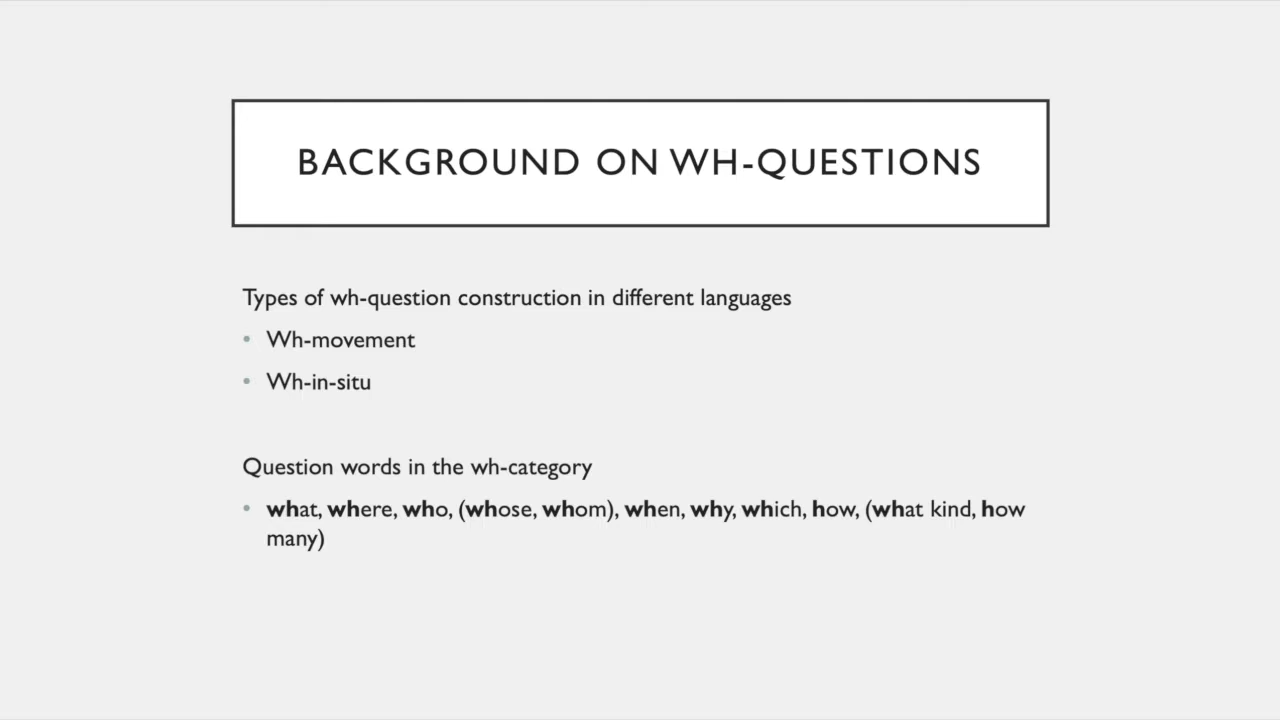 BACKGROUND ON WH-QUESTIONS
Types of wh-question construction in different languages
• Wh-movement
• Wh-in-situ
Question words in the wh-category
• what, where, who, (whose, whom), when, why, which, how, (what kind, how
many)